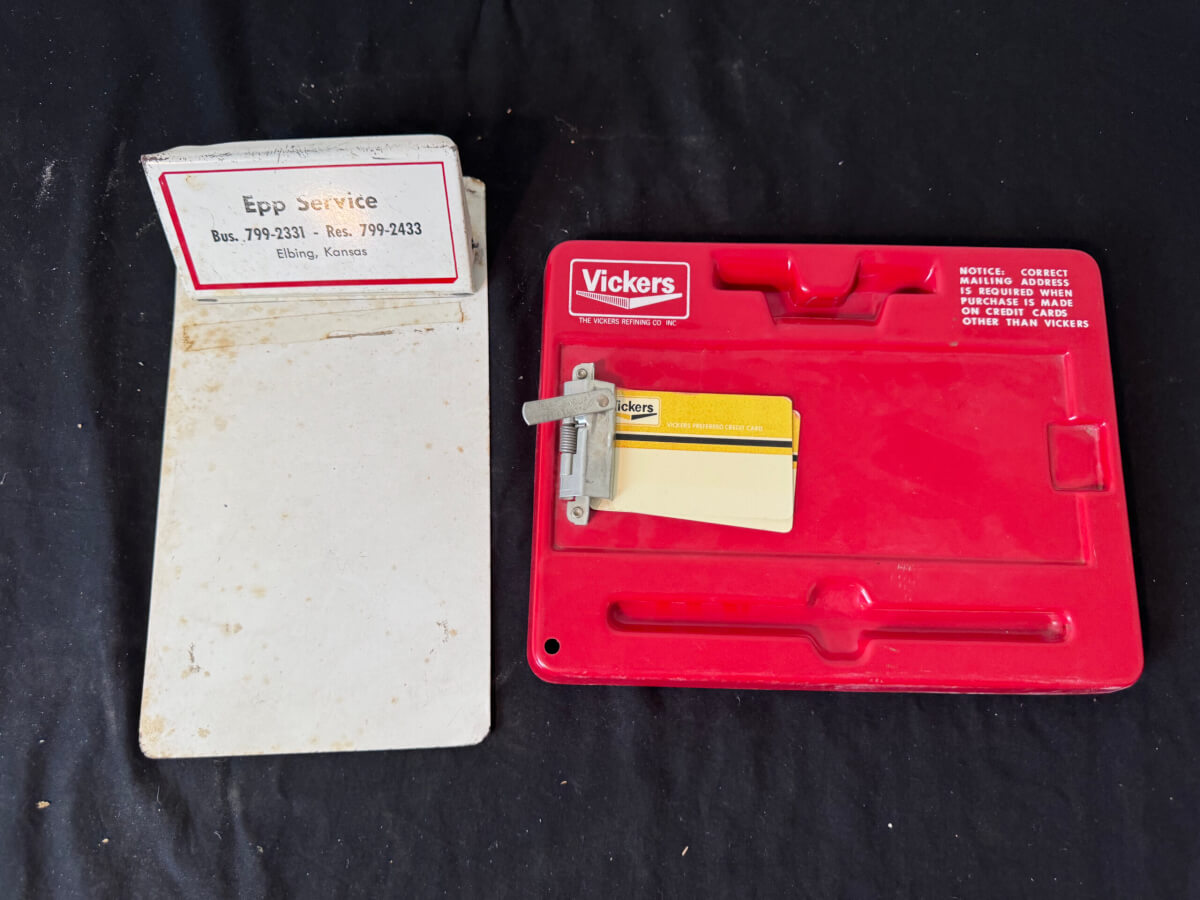 Epp Service
Bus. 799-2331 - Res. 799-2433
Elbing, Kansas
Vickers
THE VICKERS REFINING CO INC
NOTICE: CORRECT
MAILING ADDRESS
IS REQUIRED WHEN
PURCHASE IS MADE
ON CREDIT CARDS
OTHER THAN VICKERS
ickers
VICKERS PREFERRED CREDIT CARD